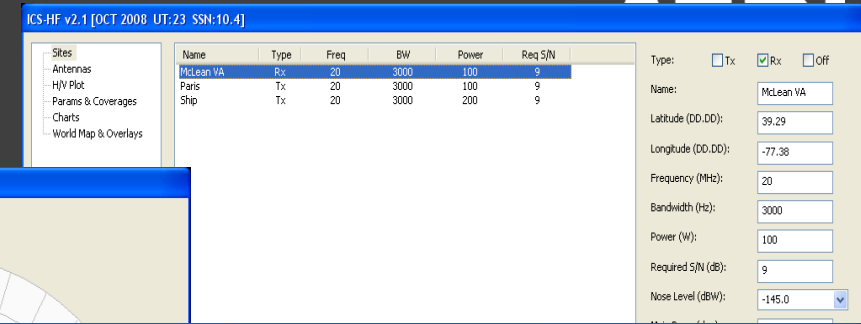 ICS-HF v2.1 [OCT 2008 UT:23 SSN:10.4]
Sites
Antennas
H/V Plot
Params & Coverages
Charts
World Map & Overlays
Name Type Freq BW Power Req S/N
McLean VA Rx 20 3000 100 9
Paris Tx 20 3000 100 9
Ship Tx 20 3000 200 9
Type: Tx Rx Off
Name: McLean VA
Latitude (DD.DD): 39.29
Longitude (DD.DD): -77.38
Frequency (MHz): 20
Bandwidth (Hz): 3000
Power (W): 100
Required S/N (dB): 9
Nose Level (dBW): -145.0